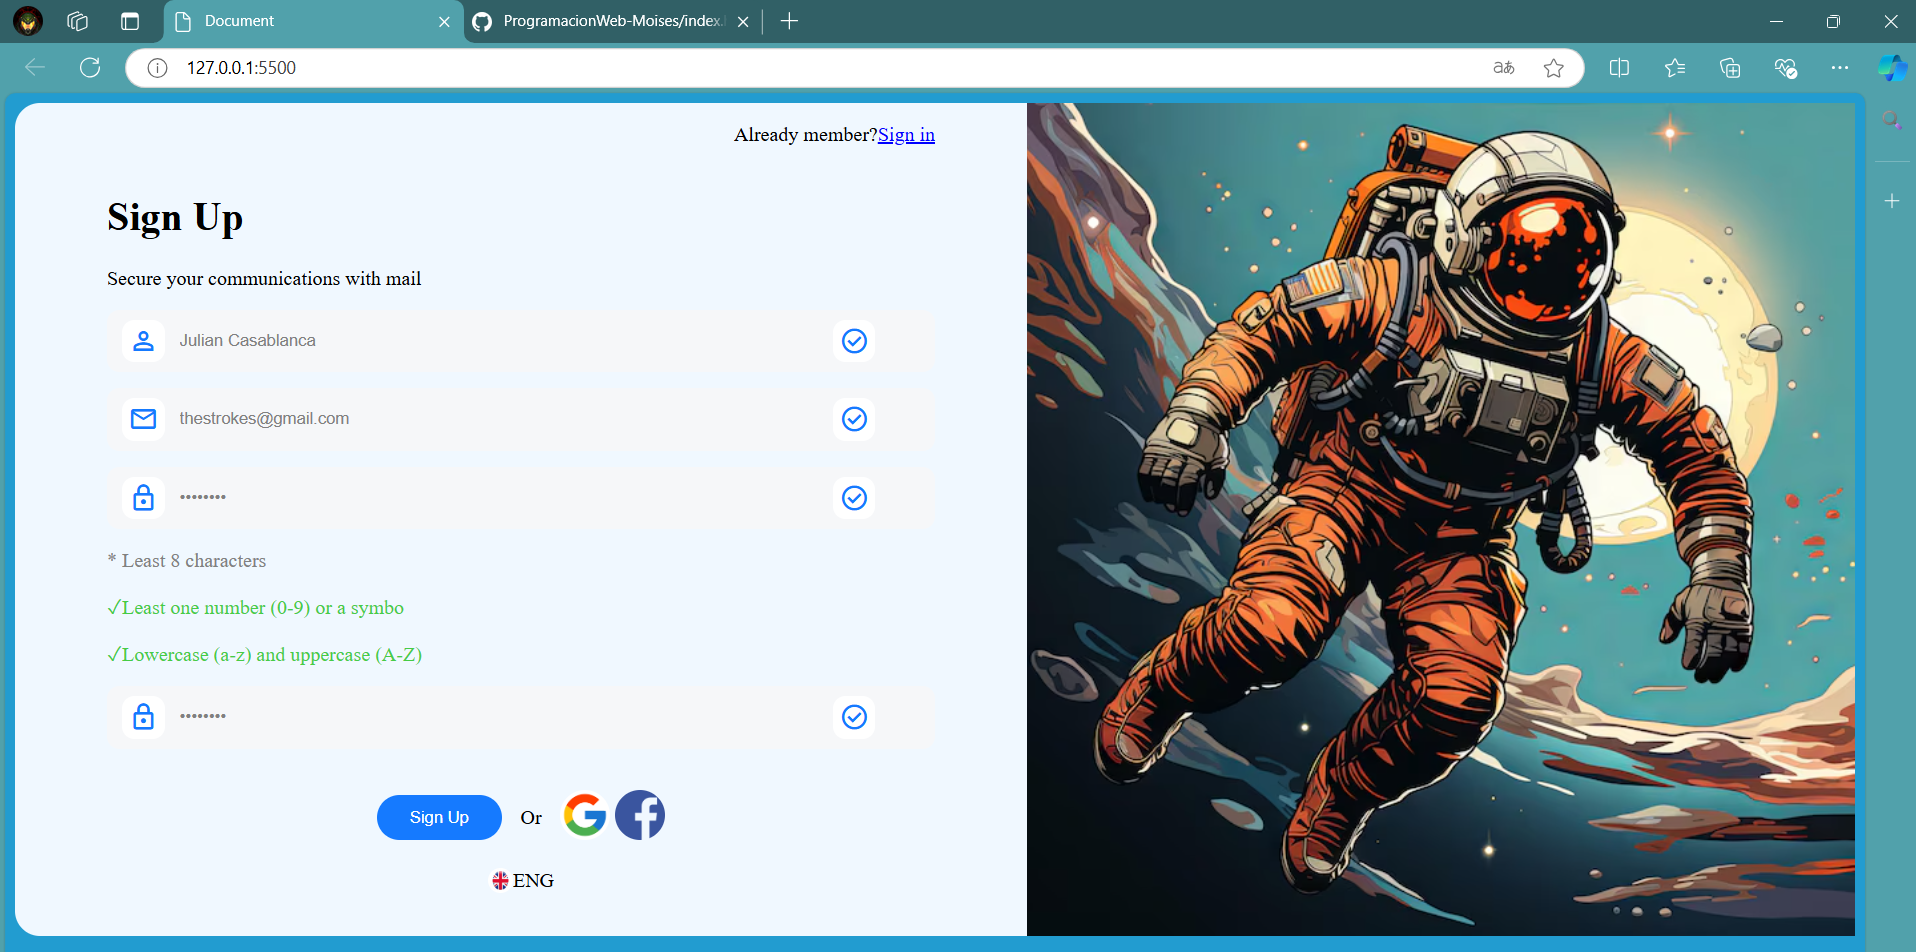 Document
ProgramacionWeb-Moises/index.
127.0.0.1:5500
aあ
Already member?Sign in
Sign Up
Secure your communications with mail
Julian Casablanca
thestrokes@gmail.com
••••••••
* Least 8 characters
✓Least one number (0-9) or a symbo
✓Lowercase (a-z) and uppercase (A-Z)
••••••••
Sign Up Or
ENG